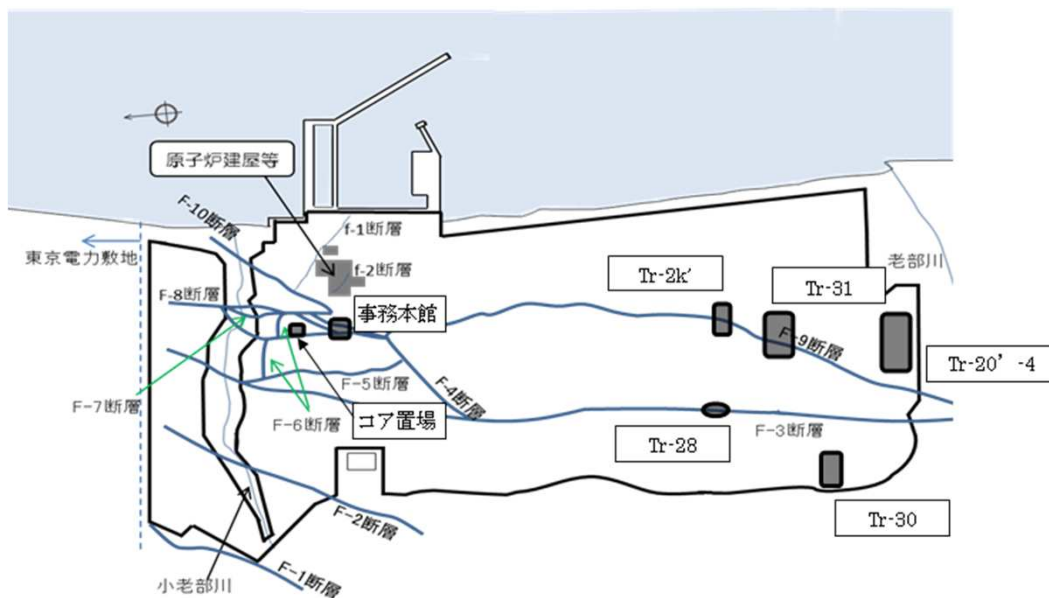 原子炉建屋等
F-10断層
f-1断層
東京電力敷地
f-2断層
老部川
Tr-2k'
Tr-31
F-8断層
事務本館
F-9断層
Tr-20'-4
F-5断層
F-4断層
F-7断層
F-6断層
コア置場
F-3断層
Tr-28
Tr-30
F-2断層
F-1断層
小老部川